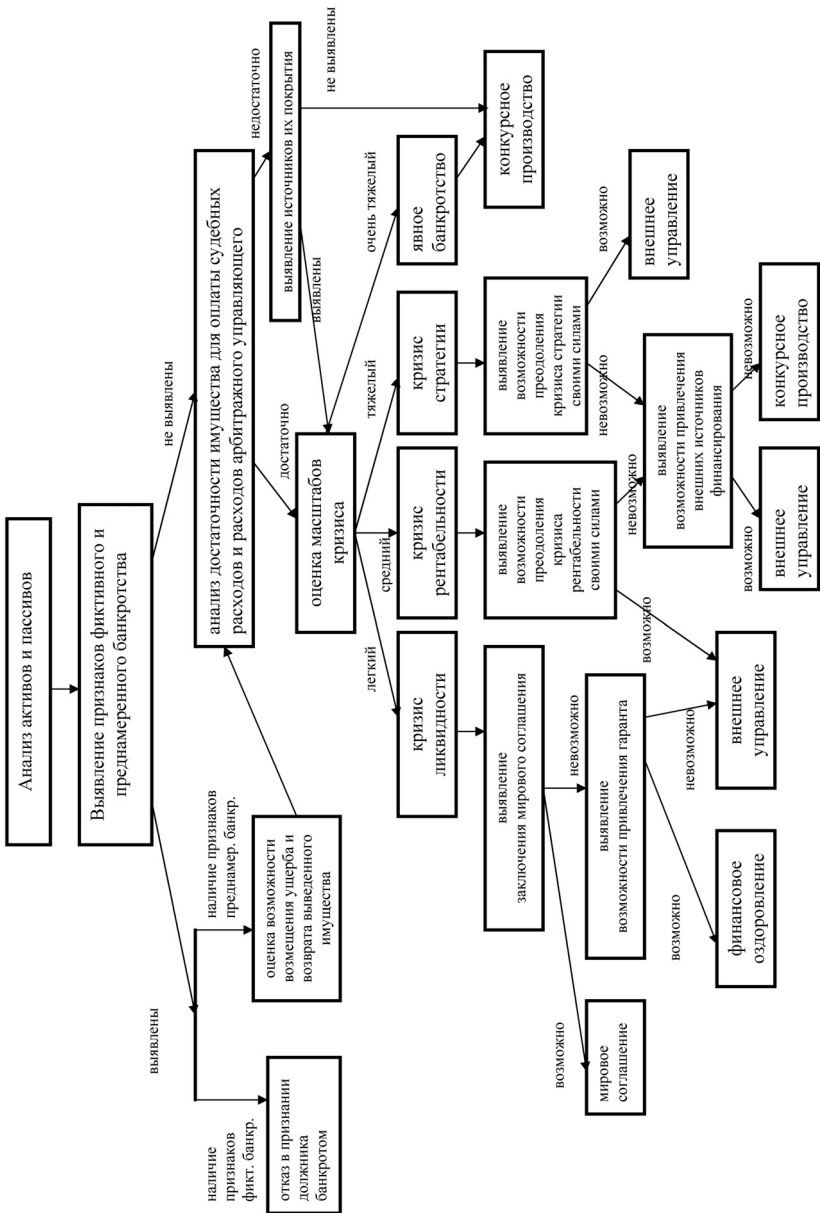 Анализ активов и пассивов
Выявление признаков фиктивного и
преднамеренного банкротства
выявлены
не выявлены
наличие
признаков
фикт. банкр.
наличие признаков
преднамер. банкр.
отказ в признании
должника
банкротом
оценка возможности
возмещения ущерба и
возврата выведенного
имущества
анализ достаточности имущества для оплаты судебных
расходов и расходов арбитражного управляющего
достаточно
недостаточно
выявление источников их покрытия
выявлены
не выявлены
оценка масштабов
кризиса
легкий
средний
тяжелый
очень тяжелый
кризис
ликвидности
кризис
рентабельности
кризис
стратегии
явное
банкротство
конкурсное
производство
выявление
заключения мирового соглашения
выявление
возможности
преодоления
кризиса
рентабельности
своими силами
выявление
возможности
преодоления
кризиса стратегии
своими силами
возможно
невозможно
возможно
невозможно
невозможно
возможно
мировое
соглашение
выявление
возможности привлечения гаранта
выявление
возможности привлечения
внешних источников
финансирования
внешнее
управление
возможно
невозможно
возможно
невозможно
финансовое
оздоровление
внешнее
управление
внешнее
управление
конкурсное
производство